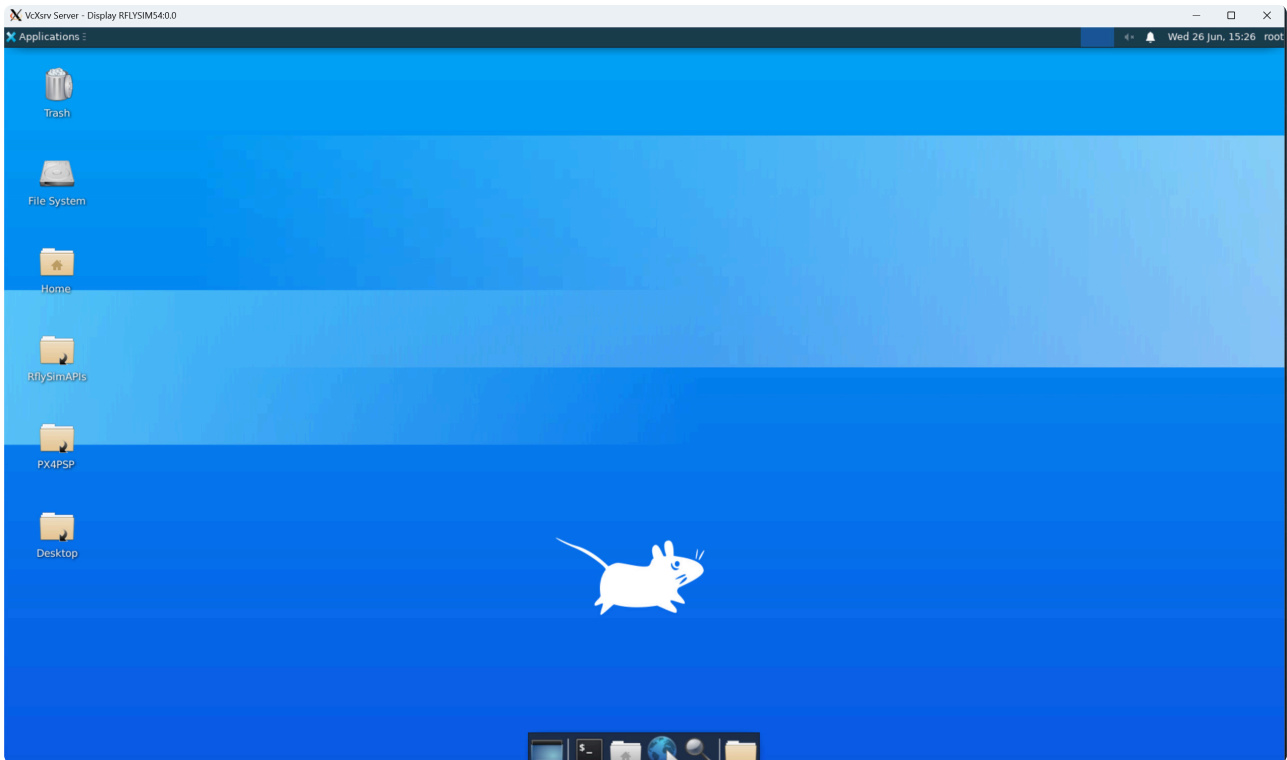 VcXsrv Server - Display RFLYSIM54:0.0
Applications
Wed 26 Jun, 15:26 root
Trash
File System
Home
RflySimAPIs
PX4PSP
Desktop
$_